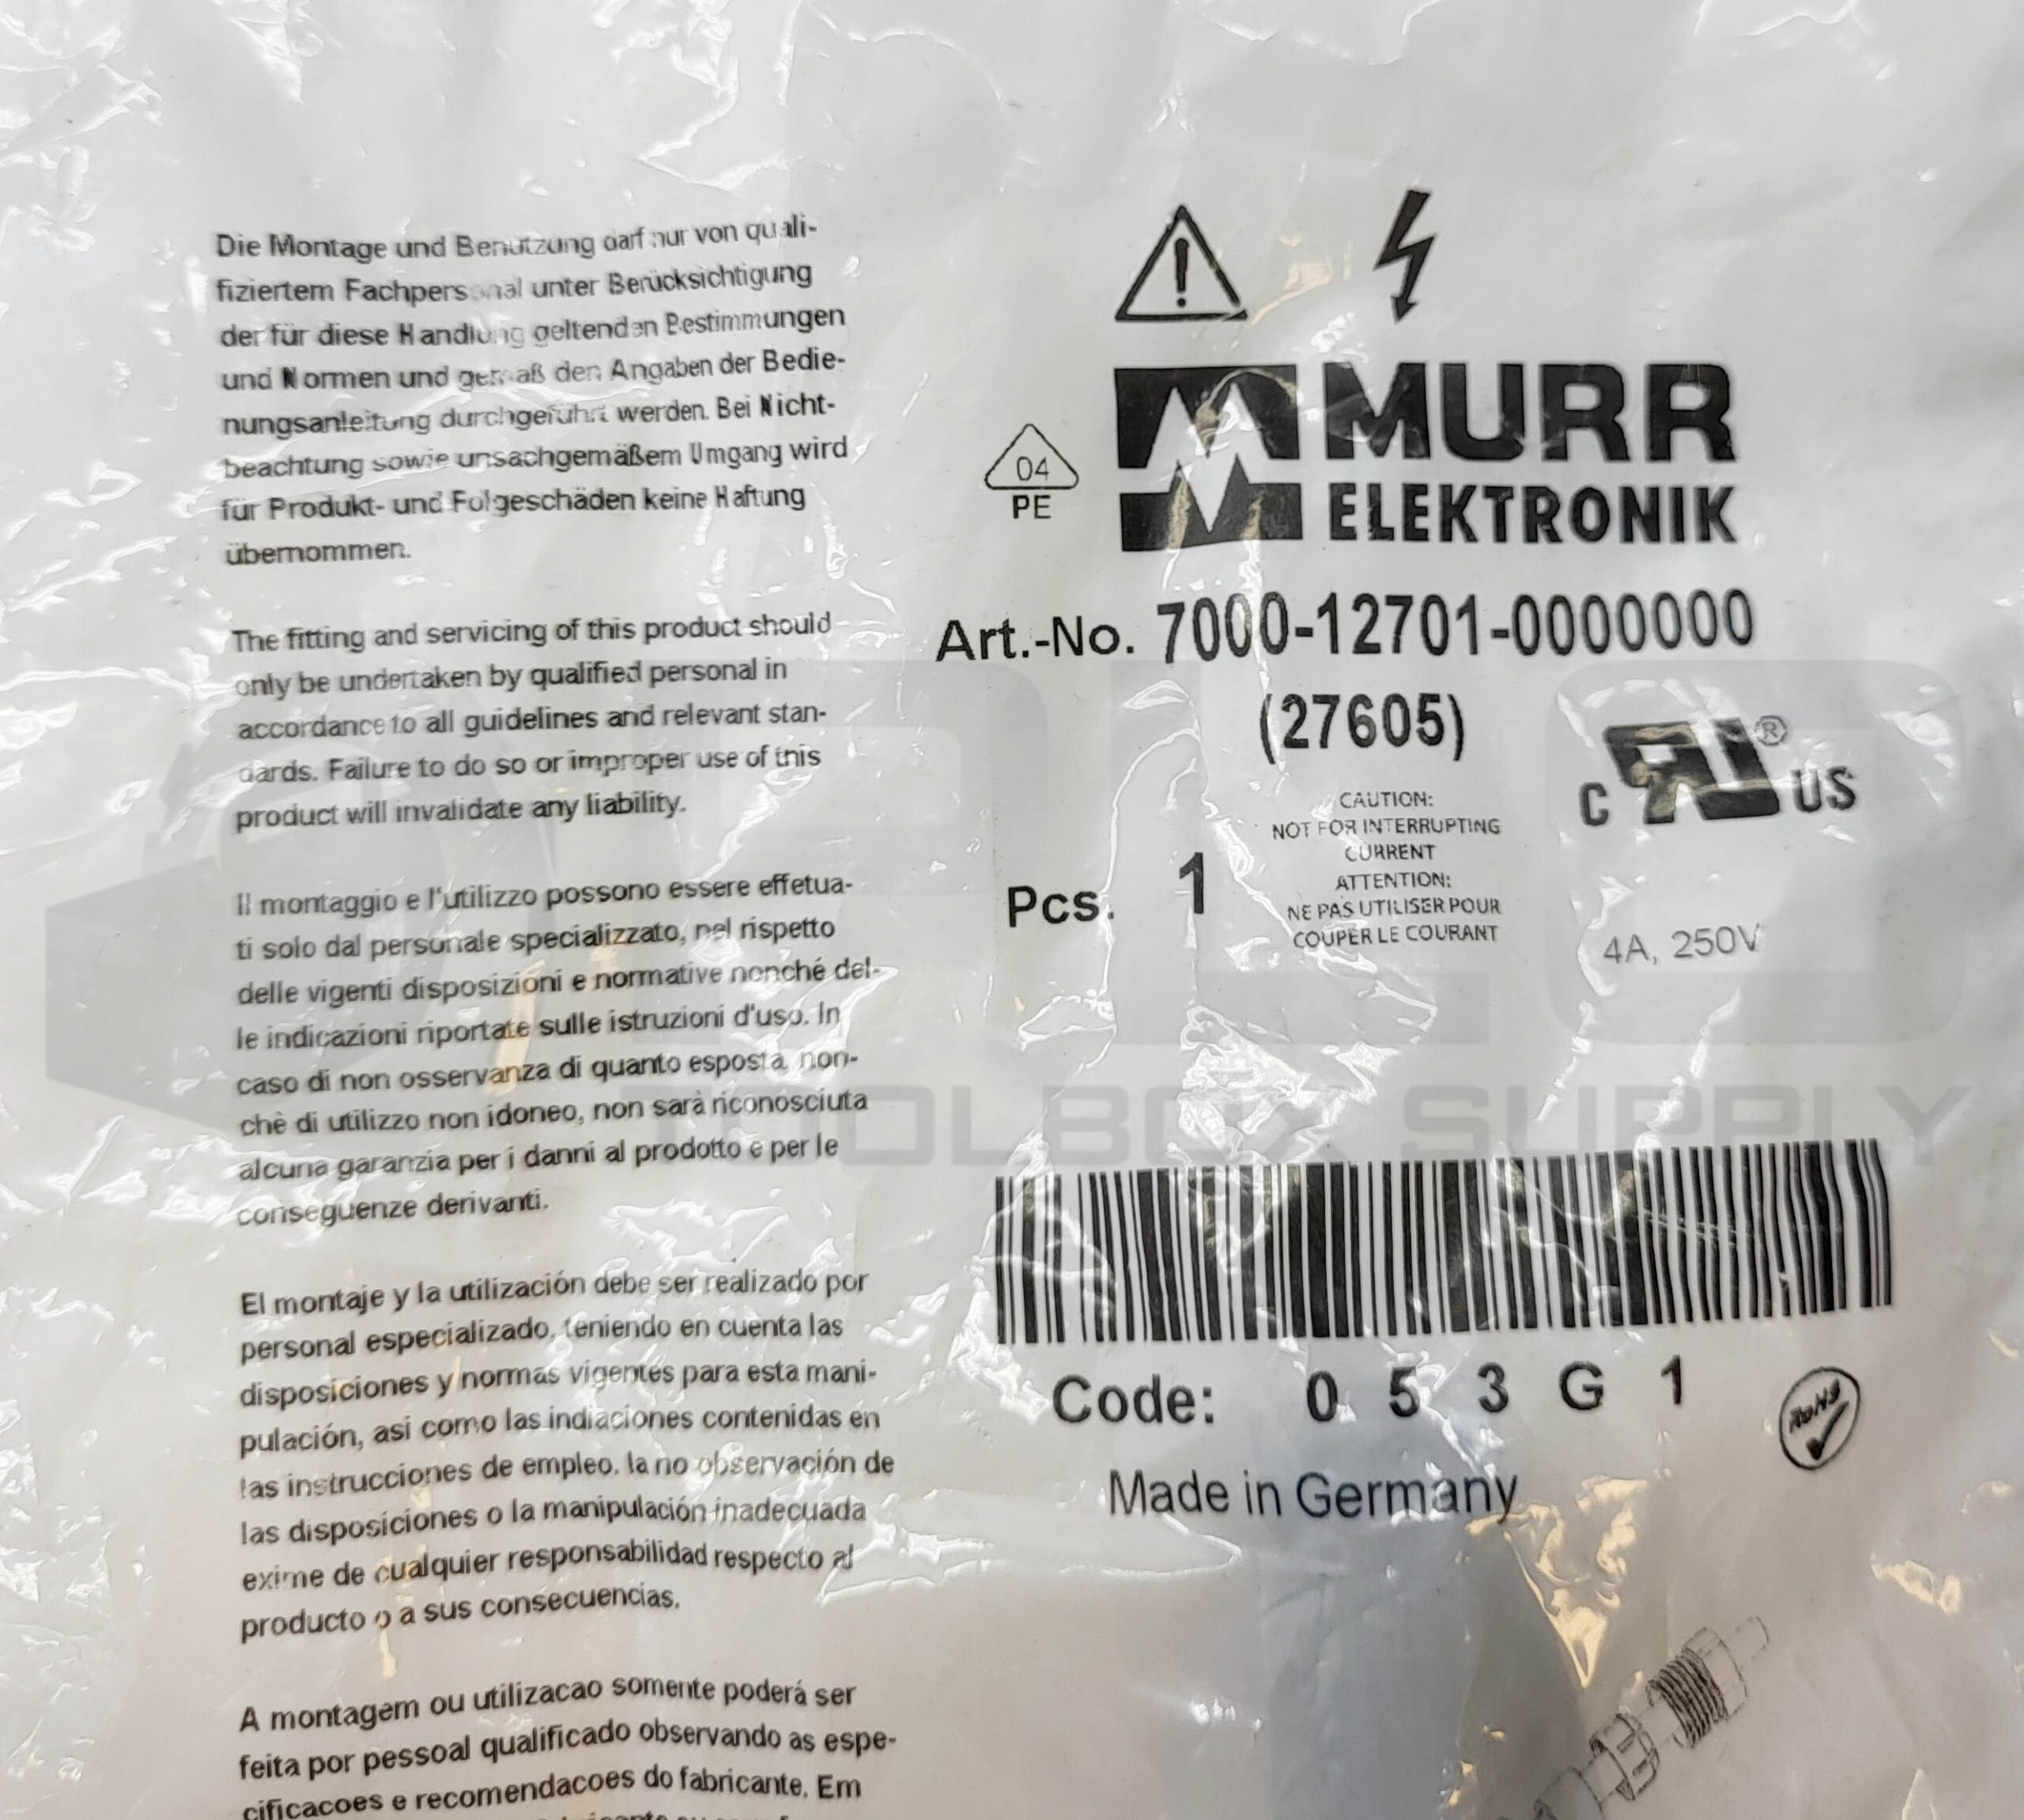 Die Montage und Benutzung darf nur von quali-
fiziertem Fachpersonal unter Berücksichtigung
der für diese Handlung geltenden Bestimmungen
und Normen und gemäß den Angaben der Bedie-
nungsanleitung durchgeführt werden. Bei Nicht-
beachtung sowie unsachgemäßem Umgang wird
für Produkt- und Folgeschäden keine Haftung
übernommen.
The fitting and servicing of this product should
only be undertaken by qualified personal in
accordance to all guidelines and relevant stan-
dards. Failure to do so or improper use of this
product will invalidate any liability.
Il montaggio e l'utilizzo possono essere effetua-
ti solo dal personale specializzato, nel rispetto
delle vigenti disposizioni e normative nonché del-
le indicazioni riportate sulle istruzioni d'uso. In
caso di non osservanza di quanto esposta, non-
chè di utilizzo non idoneo, non sarà riconosciuta
alcuna garanzia per i danni al prodotto e per le
conseguenze derivanti.
El montaje y la utilización debe ser realizado por
personal especializado, teniendo en cuenta las
disposiciones y normas vigentes para esta mani-
pulación, asi como las indiaciones contenidas en
las instrucciones de empleo. la no observación de
las disposiciones o la manipulación inadecuada
exime de cualquier responsabilidad respecto al
producto o a sus consecuencias.
A montagem ou utilizacao somente poderá ser
feita por pessoal qualificado observando as espe-
cificacoes e recomendacoes do fabricante. Em
04
PE
MURR
ELEKTRONIK
Art.-No. 7000-12701-0000000
(27605)
C ® US
CAUTION:
NOT FOR INTERRUPTING
CURRENT
ATTENTION:
NE PAS UTILISER POUR
COUPER LE COURANT
Pcs. 1
4A, 250V
TOOLBOX SUPPLY
Code: 0 5 3 G 1
RoHS
Made in Germany